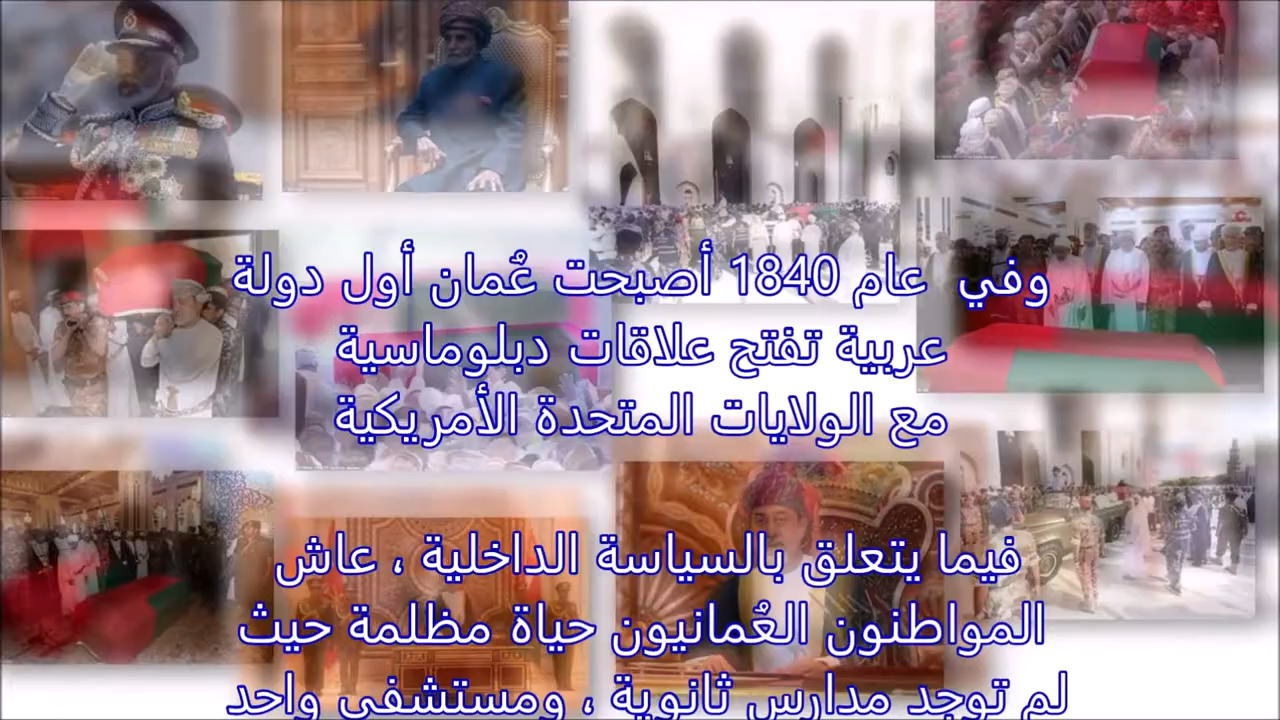 وفي عام 1840 أصبحت عُمان أول دولة
عربية تفتح علاقات دبلوماسية
مع الولايات المتحدة الأمريكية
فيما يتعلق بالسياسة الداخلية ، عاش
المواطنون العُمانيون حياة مظلمة حيث
لم توجد مدارس ثانوية ، ومستشفى واحد